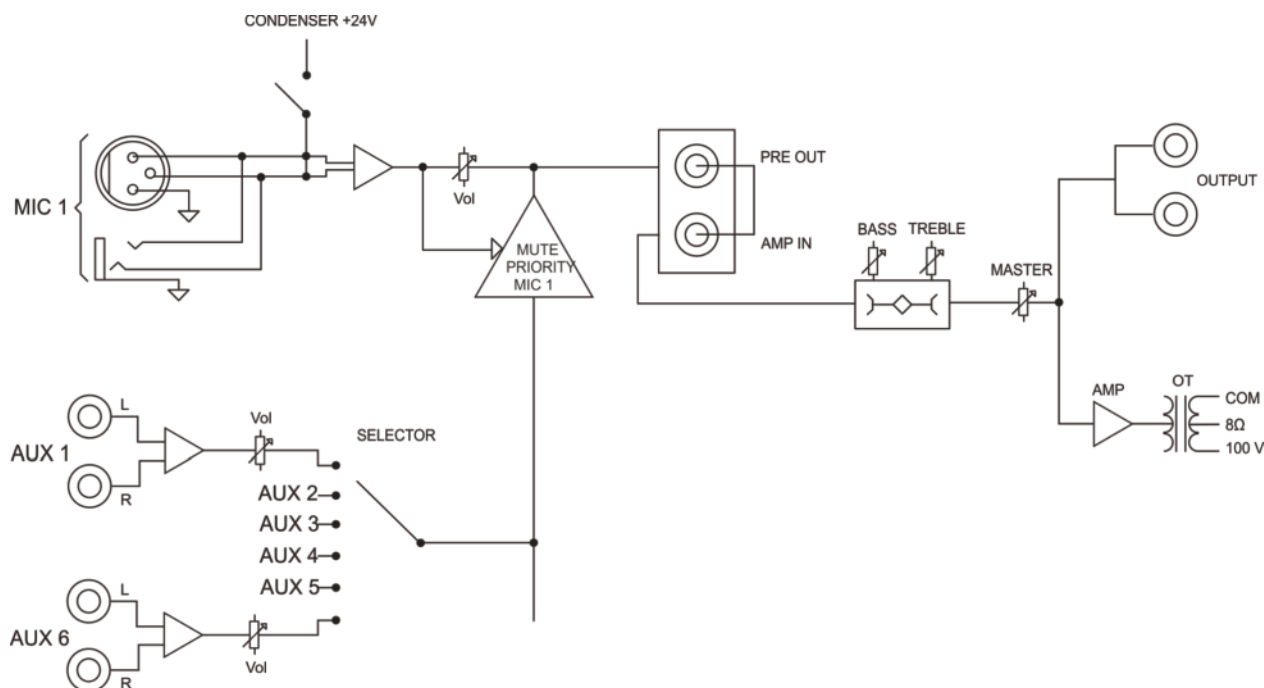 CONDENSER +24V
MIC 1
Vol
MUTE
PRIORITY
MIC 1
PRE OUT
AMP IN
BASS TREBLE
MASTER
OUTPUT
AMP
OT
COM
8Ω
100 V
L
AUX 1
R
Vol
SELECTOR
AUX 2
AUX 3
AUX 4
AUX 5
L
AUX 6
R
Vol